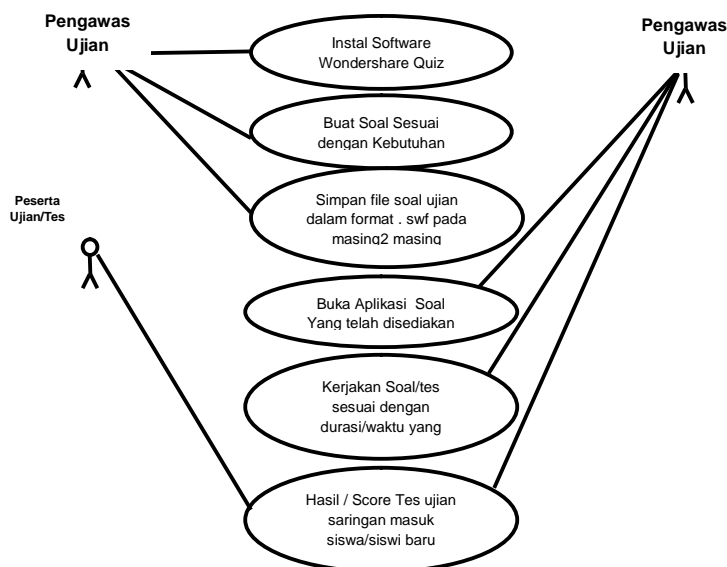 Pengawas
Ujian
Pengawas
Ujian
Instal Software
Wondershare Quiz
Buat Soal Sesuai
dengan Kebutuhan
Peserta
Ujian/Tes
Simpan file soal ujian
dalam format . swf pada
masing2 masing
Buka Aplikasi Soal
Yang telah disediakan
Kerjakan Soal/tes
sesuai dengan
durasi/waktu yang
Hasil / Score Tes ujian
saringan masuk
siswa/siswi baru